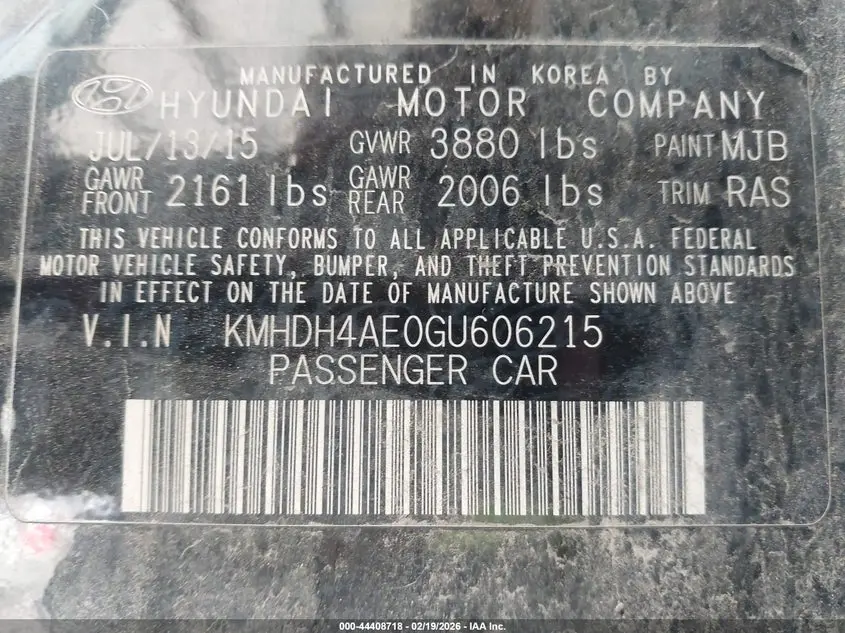 MANUFACTURED IN KOREA BY
HYUNDAI MOTOR COMPANY
JUL/13/15 GVWR 3880 lbs PAINT MJB
GAWR FRONT 2161 lbs GAWR REAR 2006 lbs TRIM RAS
THIS VEHICLE CONFORMS TO ALL APPLICABLE U.S.A. FEDERAL
MOTOR VEHICLE SAFETY, BUMPER, AND THEFT PREVENTION STANDARDS
IN EFFECT ON THE DATE OF MANUFACTURE SHOWN ABOVE
V.I.N KMHDH4AE0GU606215
PASSENGER CAR
000-44408718 - 02/19/2026 - IAA Inc.